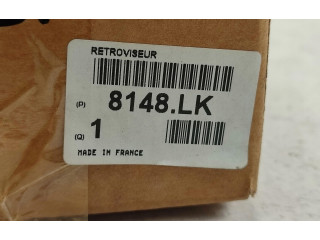 RETROVISEUR
(P) 8148.LK
(Q) 1
MADE IN FRANCE